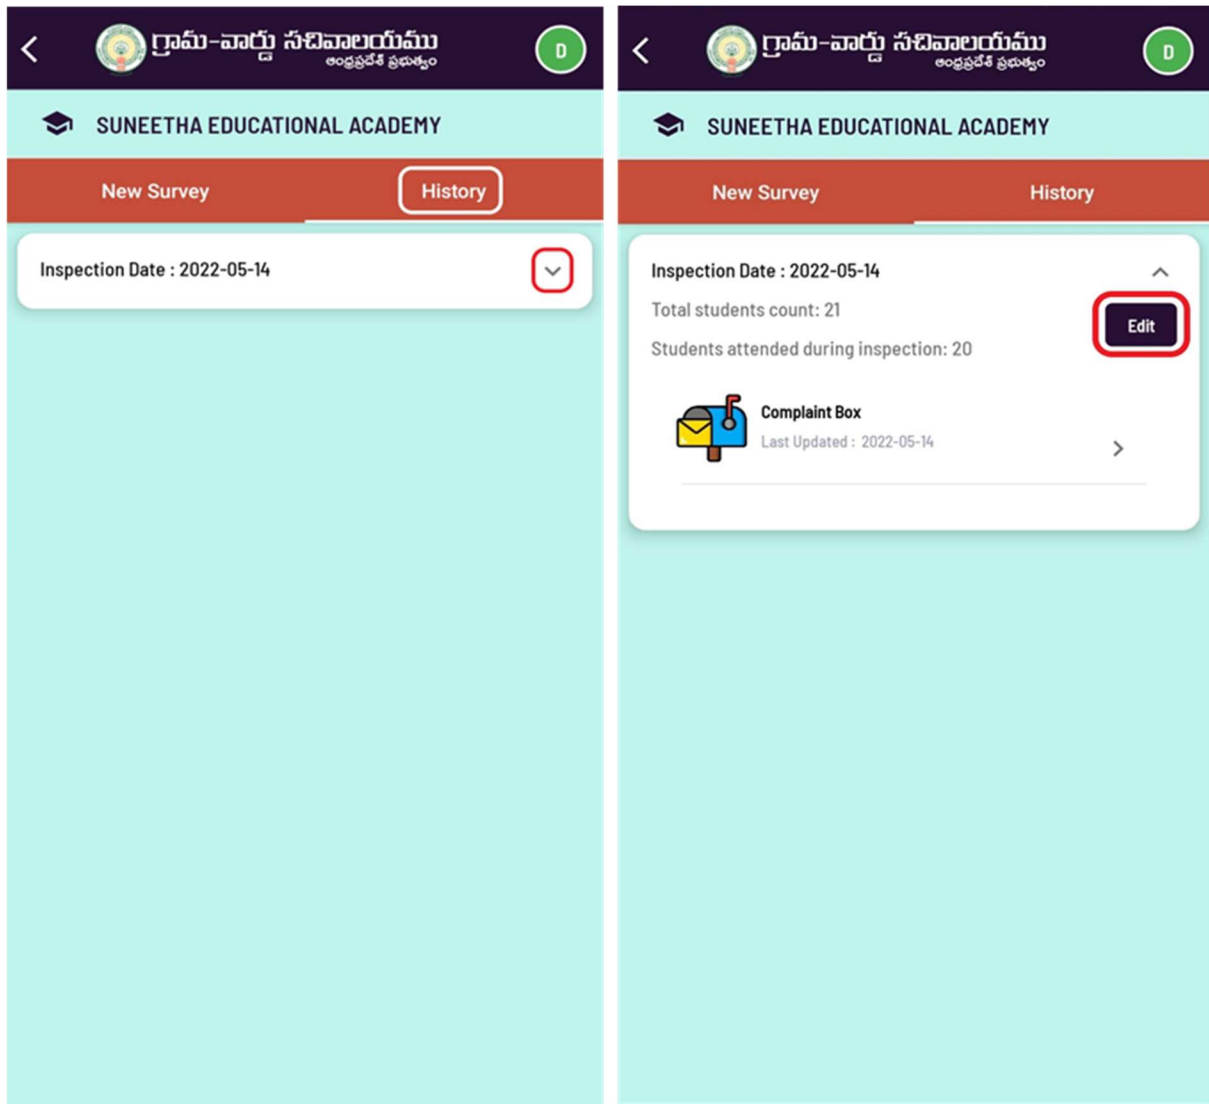 గ్రామ-వార్డు సచివాలయము
ఆంధ్రప్రదేశ్ ప్రభుత్వం
D
SUNEETHA EDUCATIONAL ACADEMY
New Survey
History
Inspection Date : 2022-05-14
గ్రామ-వార్డు సచివాలయము
ఆంధ్రప్రదేశ్ ప్రభుత్వం
D
SUNEETHA EDUCATIONAL ACADEMY
New Survey
History
Inspection Date : 2022-05-14
Total students count: 21
Edit
Students attended during inspection: 20
Complaint Box
Last Updated : 2022-05-14